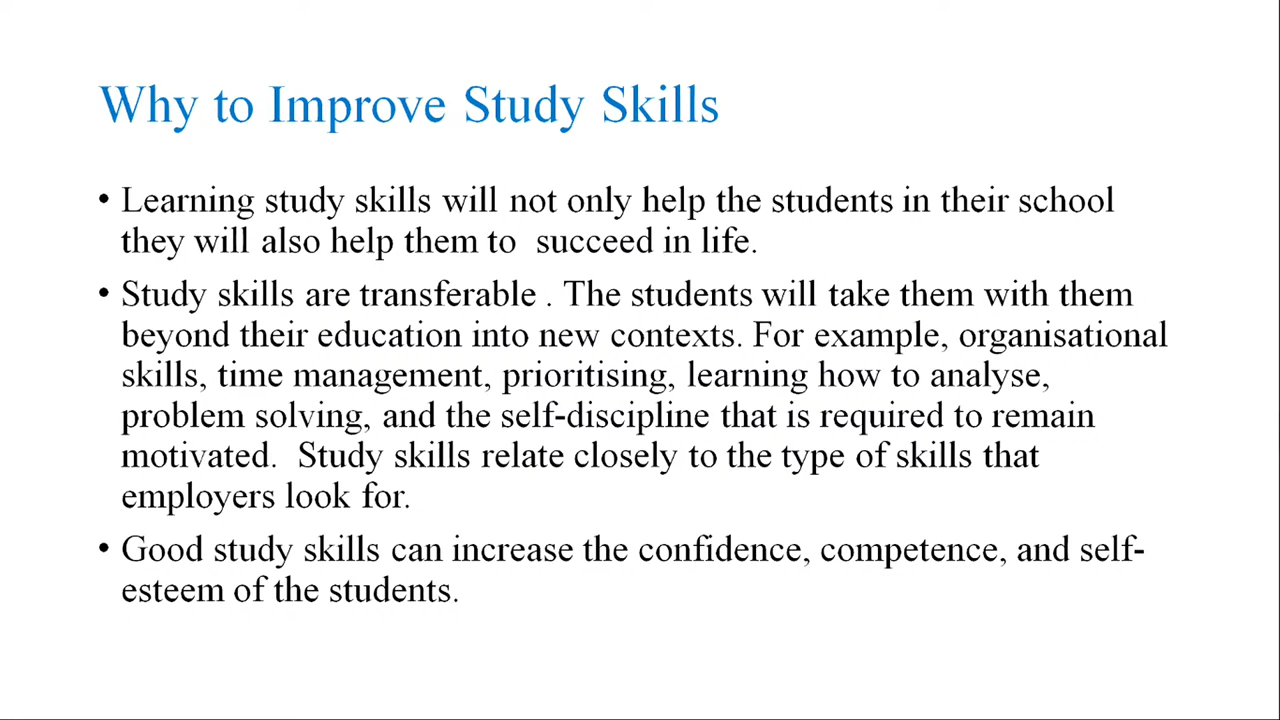 Why to Improve Study Skills
• Learning study skills will not only help the students in their school
they will also help them to  succeed in life.
• Study skills are transferable . The students will take them with them
beyond their education into new contexts. For example, organisational
skills, time management, prioritising, learning how to analyse,
problem solving, and the self-discipline that is required to remain
motivated.  Study skills relate closely to the type of skills that
employers look for.
• Good study skills can increase the confidence, competence, and self-
esteem of the students.